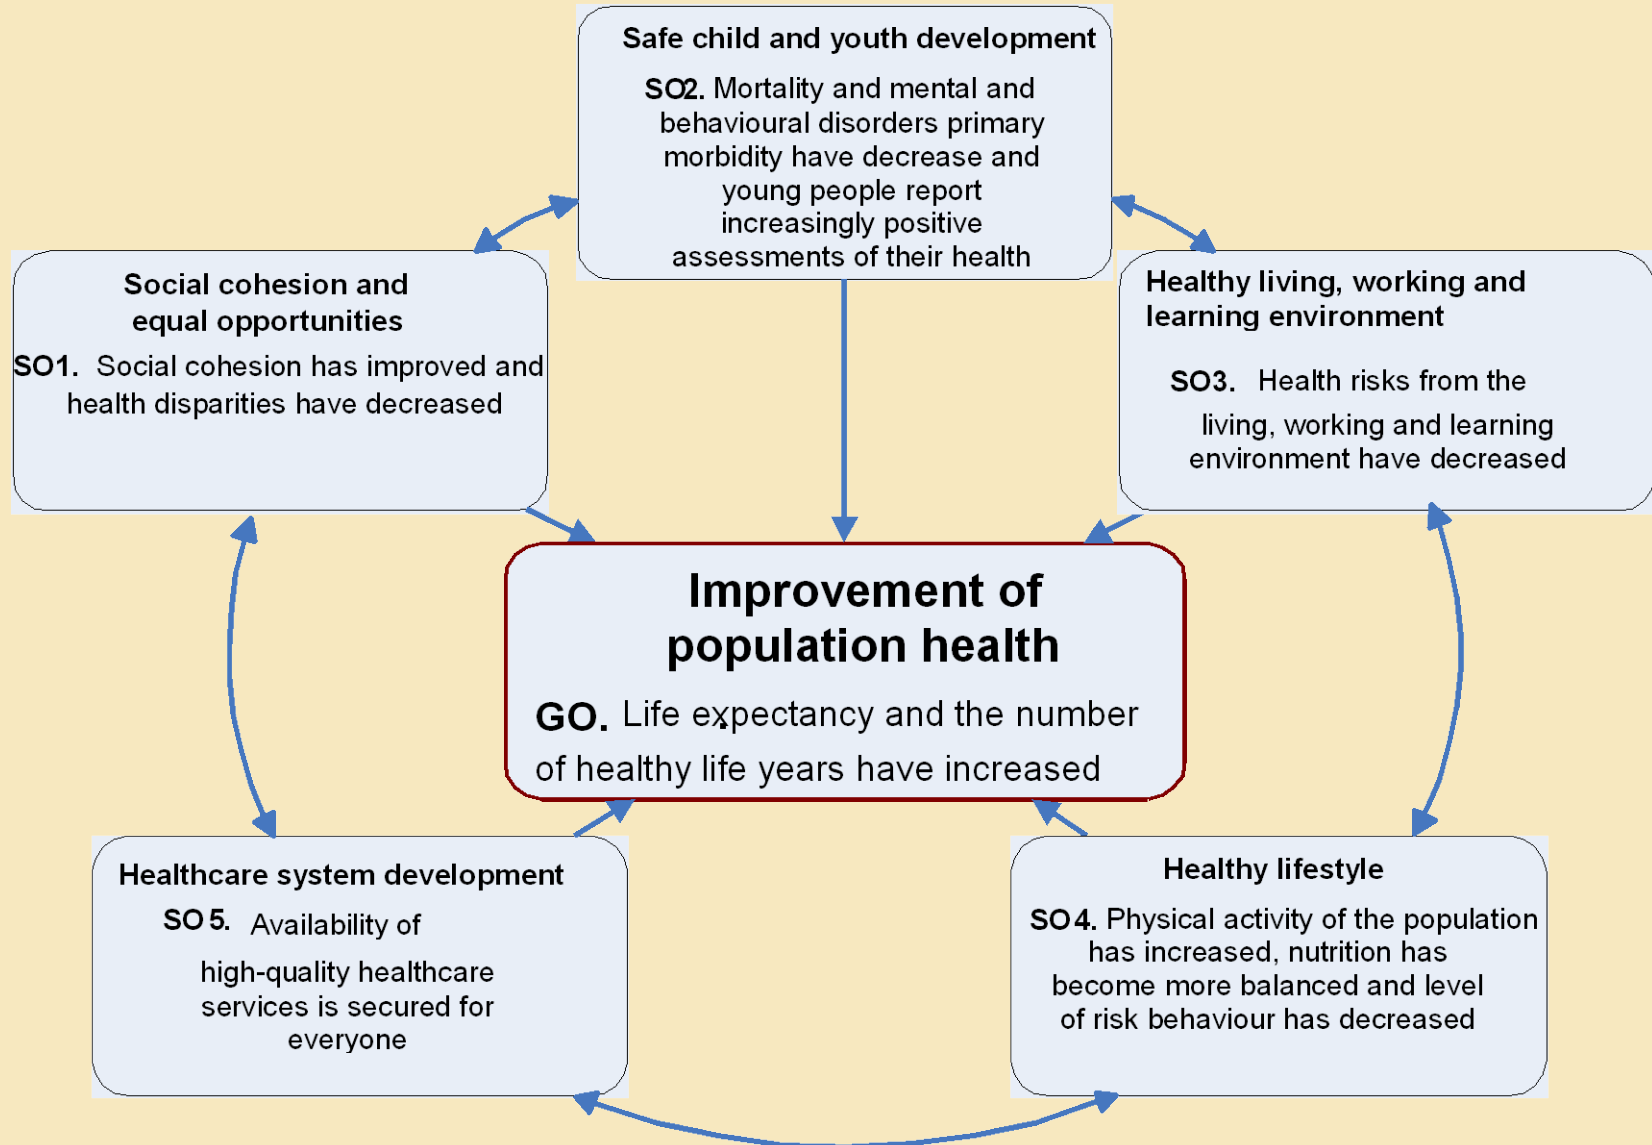 Safe child and youth development
SO2. Mortality and mental and
behavioural disorders primary
morbidity have decrease and
young people report
increasingly positive
assessments of their health
Social cohesion and
equal opportunities
SO1. Social cohesion has improved and
health disparities have decreased
Healthy living, working and
learning environment
SO3. Health risks from the
living, working and learning
environment have decreased
Improvement of
population health
GO. Life expectancy and the number
of healthy life years have increased
Healthcare system development
SO5. Availability of
high-quality healthcare
services is secured for
everyone
Healthy lifestyle
SO4. Physical activity of the population
has increased, nutrition has
become more balanced and level
of risk behaviour has decreased